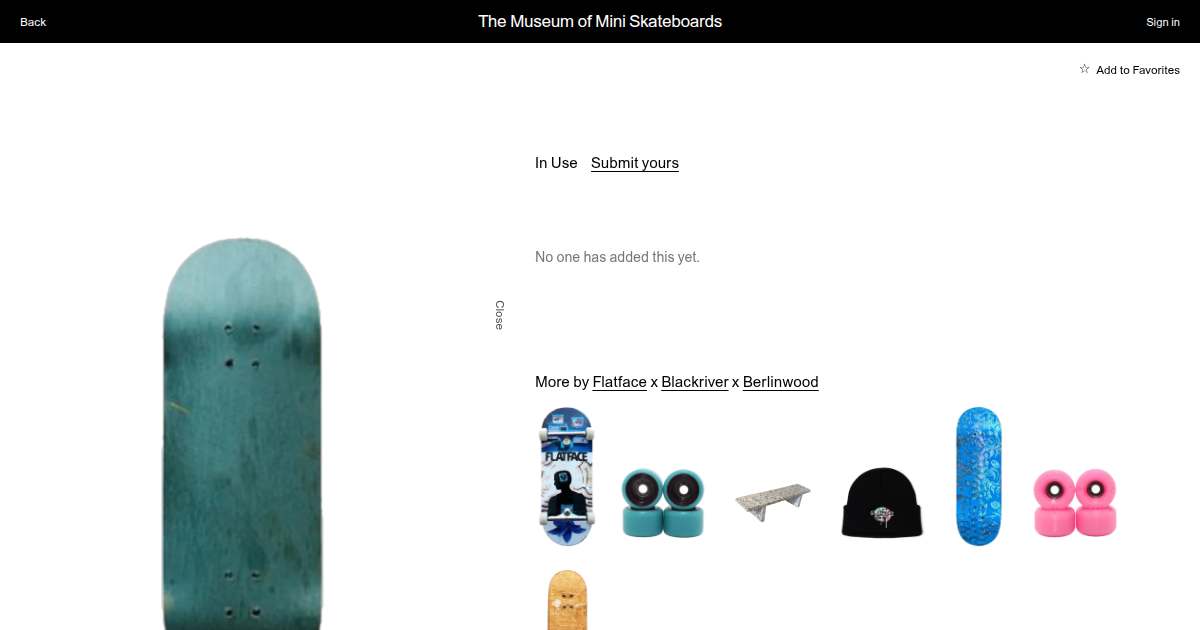 Back
The Museum of Mini Skateboards
Sign in
☆ Add to Favorites
In Use Submit yours
No one has added this yet.
Close
More by Flatface x Blackriver x Berlinwood
FLATFACE